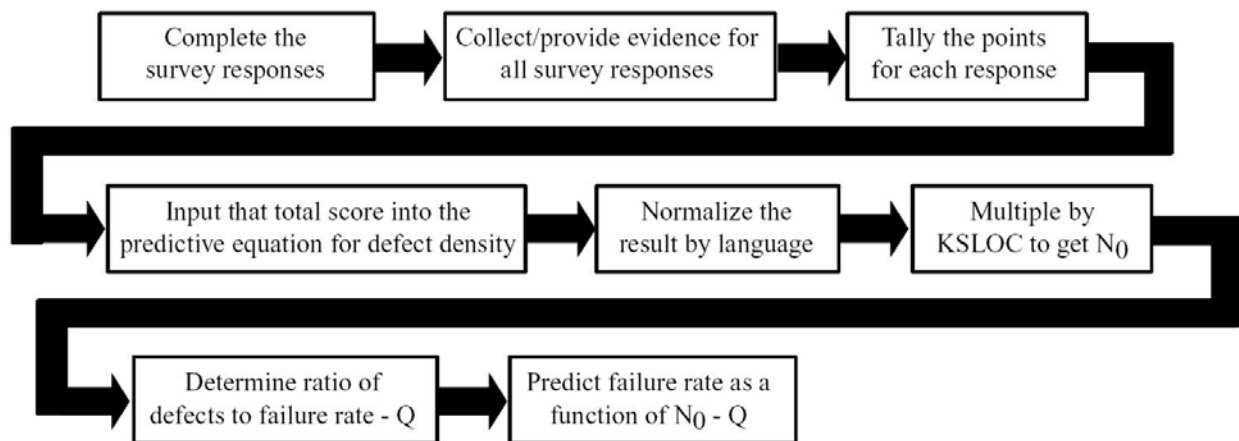 Complete the
survey responses
Collect/provide evidence for
all survey responses
Tally the points
for each response
Input that total score into the
predictive equation for defect density
Normalize the
result by language
Multiple by
KSLOC to get N0
Determine ratio of
defects to failure rate - Q
Predict failure rate as a
function of N0 - Q